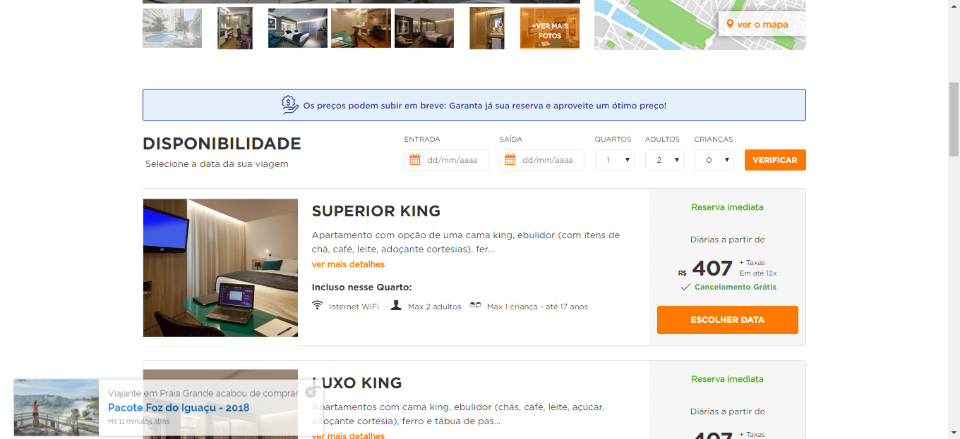 +VER MAIS
FOTOS
ver o mapa
Os preços podem subir em breve: Garanta já sua reserva e aproveite um ótimo preço!
DISPONIBILIDADE
Selecione a data da sua viagem
ENTRADA
SAÍDA
QUARTOS
ADULTOS
CRIANÇAS
dd/mm/aaaa
dd/mm/aaaa
1
2
0
VERIFICAR
SUPERIOR KING
Apartamento com opção de uma cama king, ebulidor (com itens de
chá, café, leite, adoçante cortesias), fer...
ver mais detalhes
Incluso nesse Quarto:
Internet WiFi
Max 2 adultos
Max 1 criança - até 17 anos
Reserva imediata
Diárias a partir de
R$ 407 + Taxas
Em até 12x
Cancelamento Grátis
ESCOLHER DATA
LUXO KING
Apartamentos com cama king, ebulidor (chás, café, leite, açúcar,
adoçante cortesias), ferro e tábua de pas...
ver mais detalhes
Reserva imediata
Diárias a partir de
407 + Taxas
Viajante em Praia Grande acabou de comprar
Pacote Foz do Iguaçu - 2018
Há 11 minutos atras